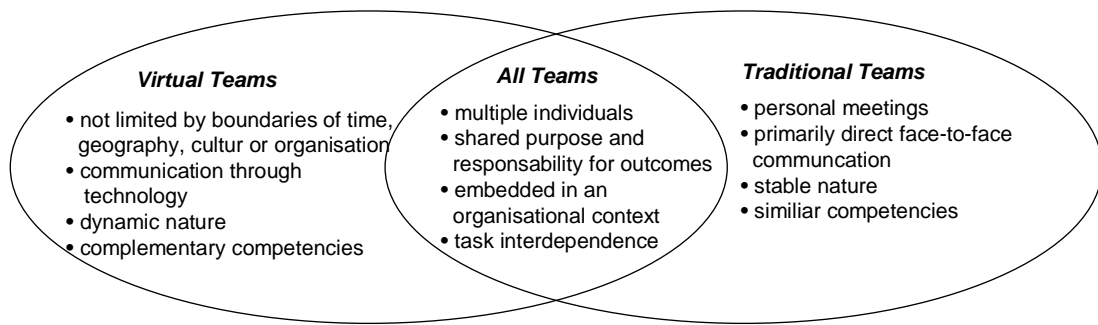 Virtual Teams
• not limited by boundaries of time,
geography, cultur or organisation
• communication through
technology
• dynamic nature
• complementary competencies
All Teams
• multiple individuals
• shared purpose and
responsability for outcomes
• embedded in an
organisational context
• task interdependence
Traditional Teams
• personal meetings
• primarily direct face-to-face
communcation
• stable nature
• similiar competencies